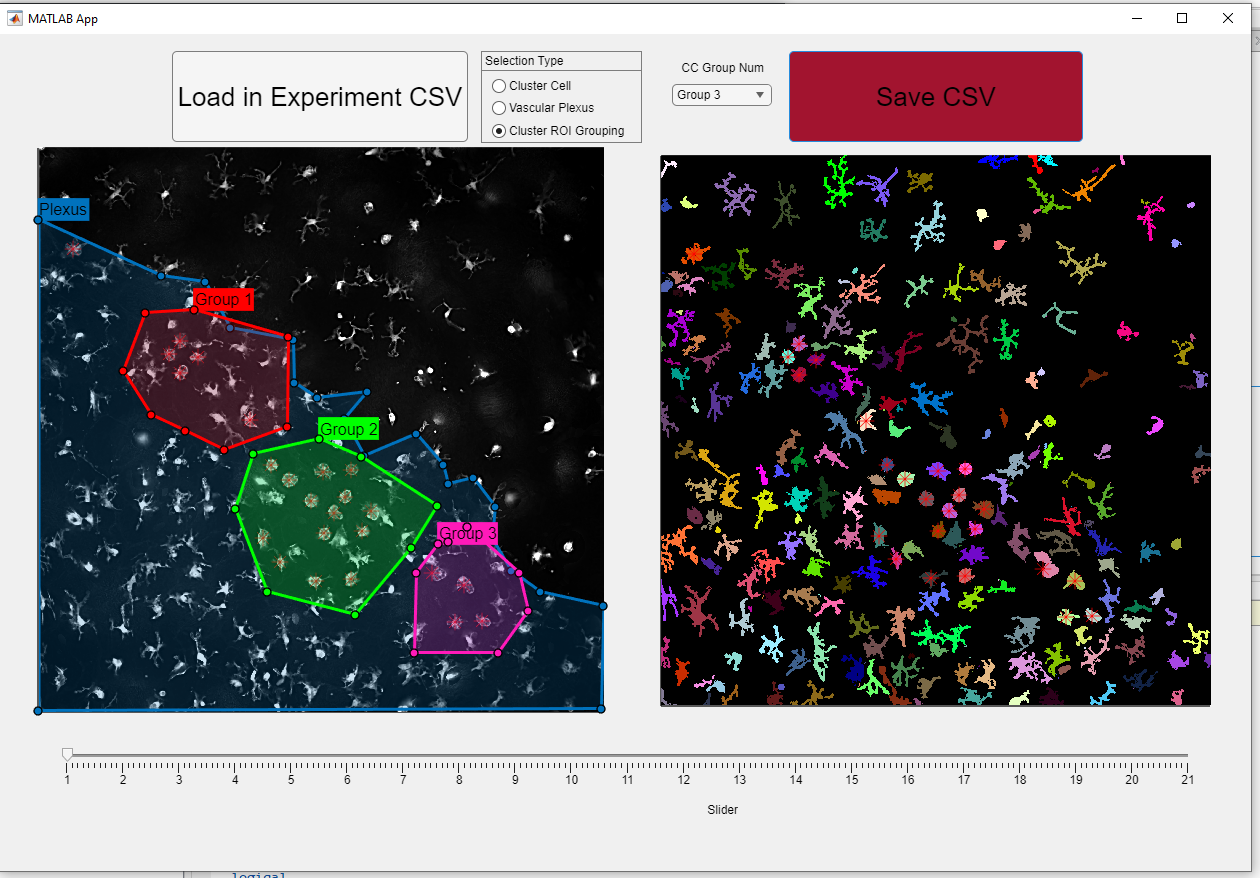 MATLAB App
Load in Experiment CSV
Selection Type
Cluster Cell
Vascular Plexus
Cluster ROI Grouping
CC Group Num
Group 3
Save CSV
Plexus
Group 1
Group 2
Group 3
1 2 3 4 5 6 7 8 9 10 11 12 13 14 15 16 17 18 19 20 21
Slider
logical